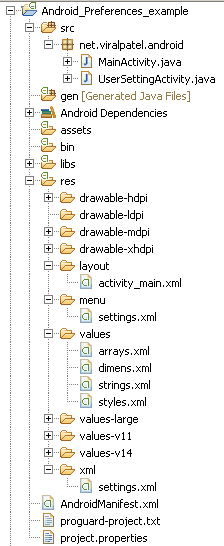 Android_Preferences_example
src
net.viralpatel.android
MainActivity.java
UserSettingActivity.java
gen [Generated Java Files]
Android Dependencies
assets
bin
libs
res
drawable-hdpi
drawable-ldpi
drawable-mdpi
drawable-xhdpi
layout
activity_main.xml
menu
settings.xml
values
arrays.xml
dimens.xml
strings.xml
styles.xml
values-large
values-v11
values-v14
xml
settings.xml
AndroidManifest.xml
proguard-project.txt
project.properties